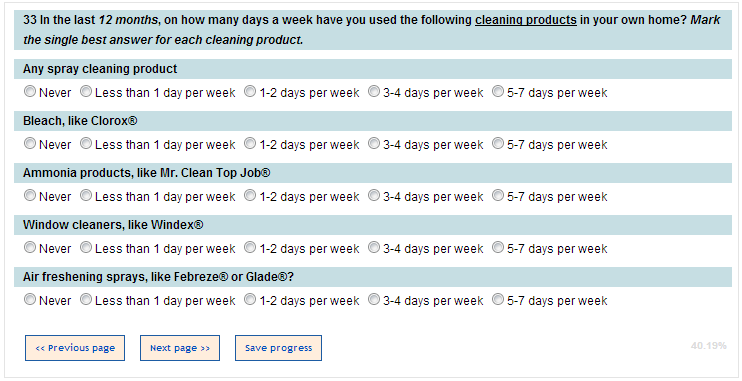 33 In the last 12 months, on how many days a week have you used the following cleaning products in your own home? Mark
the single best answer for each cleaning product.
Any spray cleaning product
Never Less than 1 day per week 1-2 days per week 3-4 days per week 5-7 days per week
Bleach, like Clorox®
Never Less than 1 day per week 1-2 days per week 3-4 days per week 5-7 days per week
Ammonia products, like Mr. Clean Top Job®
Never Less than 1 day per week 1-2 days per week 3-4 days per week 5-7 days per week
Window cleaners, like Windex®
Never Less than 1 day per week 1-2 days per week 3-4 days per week 5-7 days per week
Air freshening sprays, like Febreze® or Glade®?
Never Less than 1 day per week 1-2 days per week 3-4 days per week 5-7 days per week
<< Previous page Next page >> Save progress 40.19%